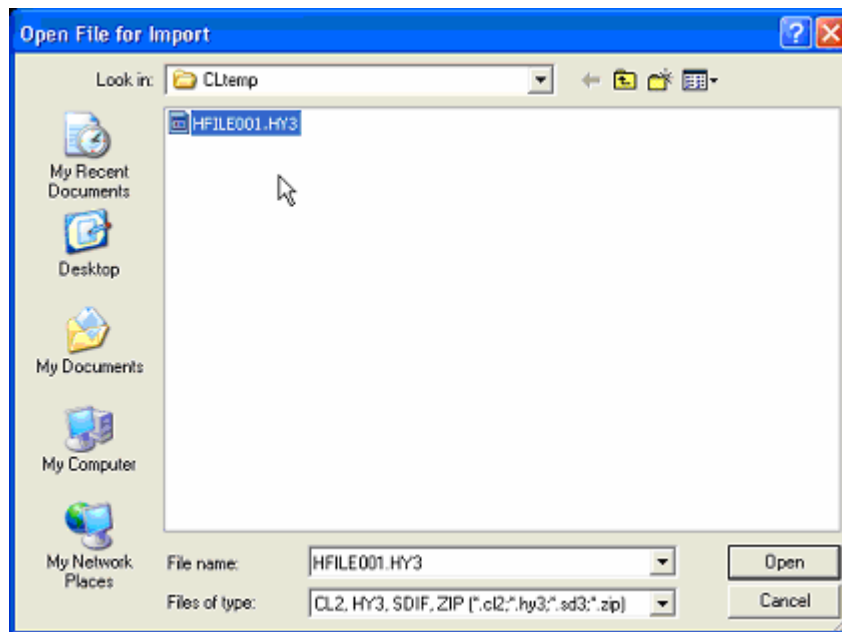 Open File for Import
Look in: CLtemp
HFILE001.HY3
My Recent
Documents
Desktop
My Documents
My Computer
My Network
Places
File name: HFILE001.HY3 Open
Files of type: CL2, HY3, SDIF, ZIP (*.cl2;*.hy3;*.sd3;*.zip) Cancel